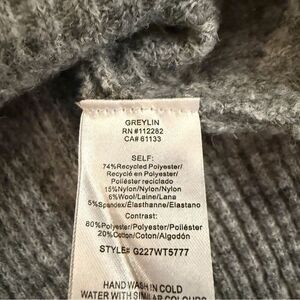 GREYLIN
RN #112282
CA# 61133
SELF:
74%Recycled Polyester/
Recyclé en Polyester/
Poliéster reciclado
15%Nylon/Nylon/Nylon
6%Wool/Laine/Lana
5%Spandex/Élasthanne/Elastano
Contrast:
80%Polyester/Polyester/Poliéster
20%Cotton/Coton/Algodón
STYLE# G227WT5777
HAND WASH IN COLD
WATER WITH SIMILAR COLOURS